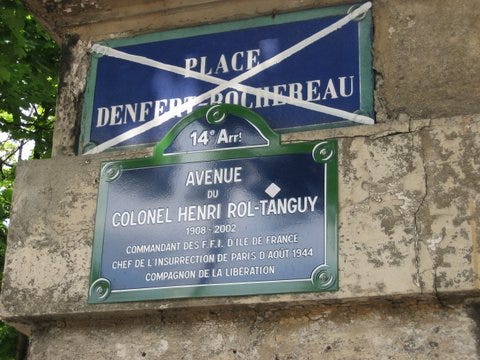 PLACE
DENFERT-ROCHEREAU
14e Arrt
AVENUE
DU
COLONEL HENRI ROL-TANGUY
1908 - 2002
COMMANDANT DES F.F.I. D'ILE DE FRANCE
CHEF DE L'INSURRECTION DE PARIS D'AOUT 1944
COMPAGNON DE LA LIBÉRATION